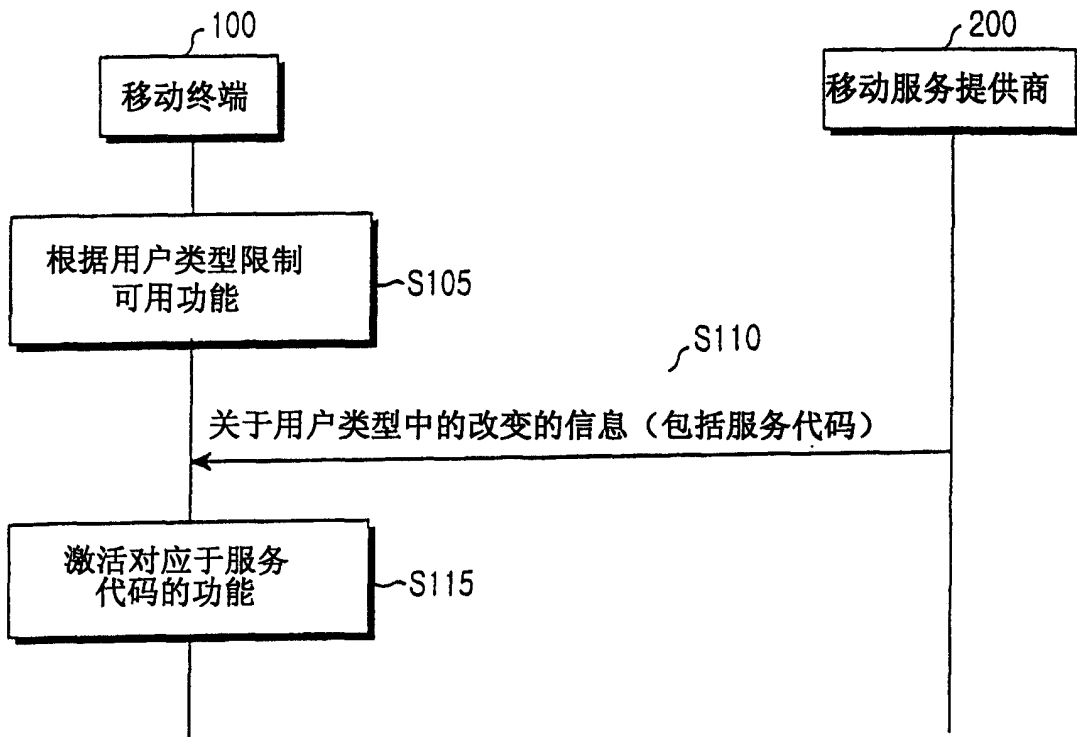 100
200
移动终端
移动服务提供商
根据用户类型限制
可用功能
S105
S110
关于用户类型中的改变的信息（包括服务代码）
激活对应于服务
代码的功能
S115